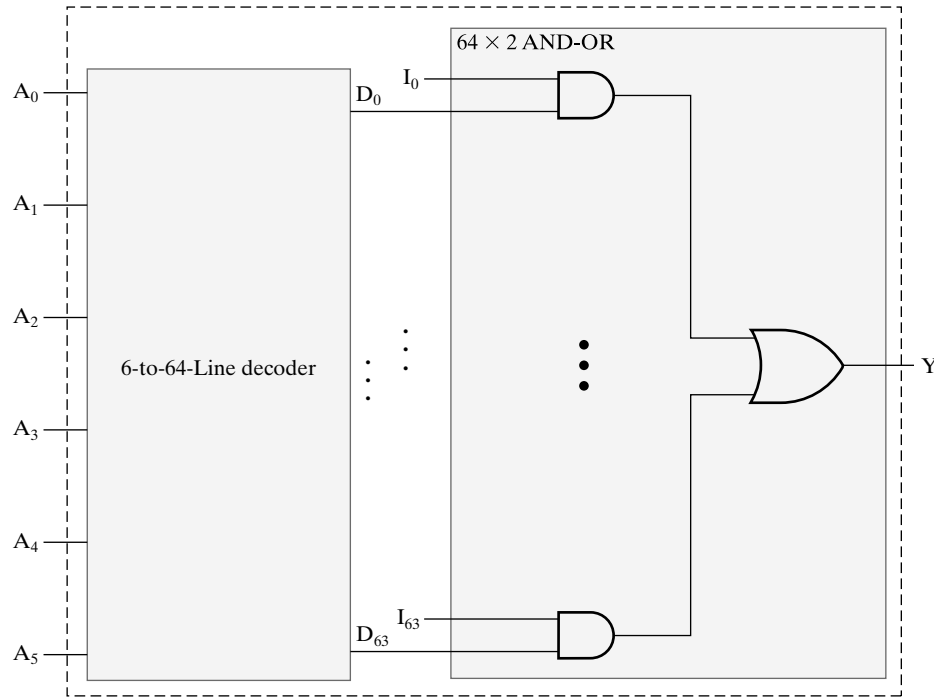 64 × 2 AND-OR
A₀
D₀
I₀
A₁
A₂
6-to-64-Line decoder
Y
A₃
A₄
I₆₃
D₆₃
A₅